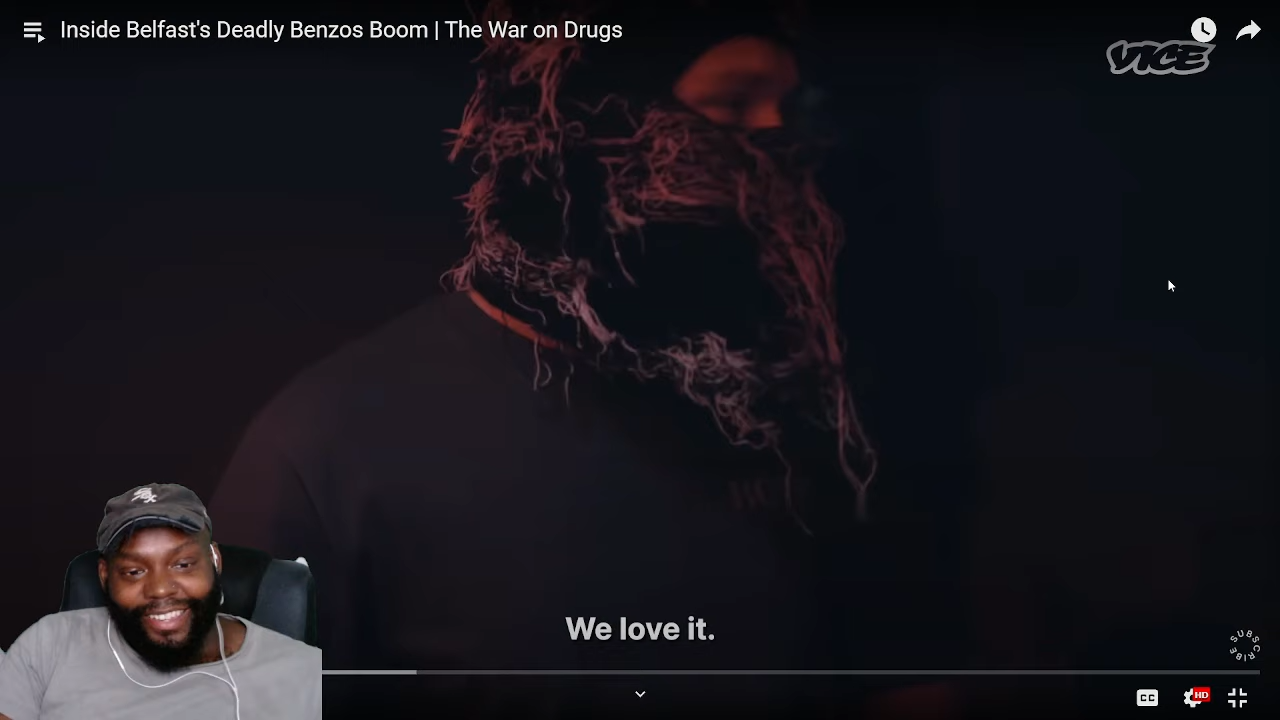 Inside Belfast's Deadly Benzos Boom | The War on Drugs
VICE
We love it.
SUBSCRIBE
CC
HD